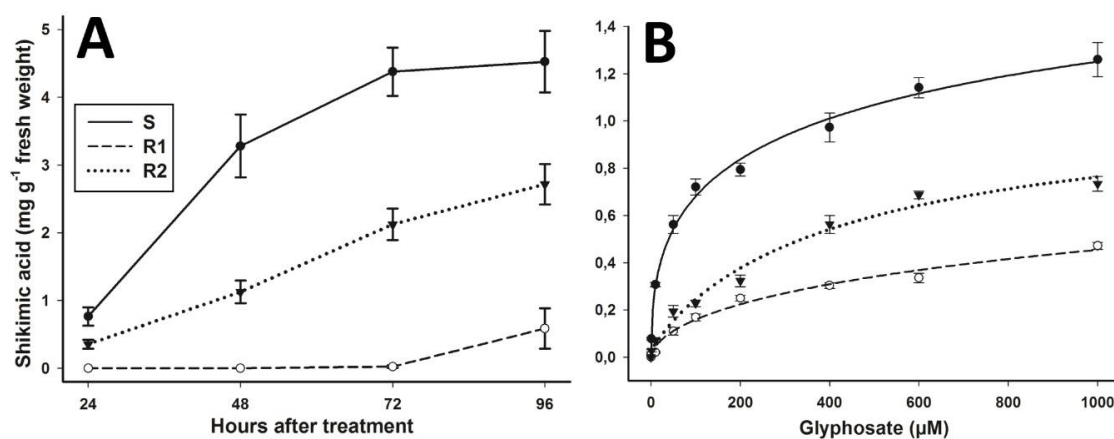 A
Shikimic acid (mg g⁻¹ fresh weight)
5
4
3
2
1
0
S
R1
R2
24 48 72 96
Hours after treatment
B
1,4
1,2
1,0
0,8
0,6
0,4
0,2
0,0
0 200 400 600 800 1000
Glyphosate (µM)